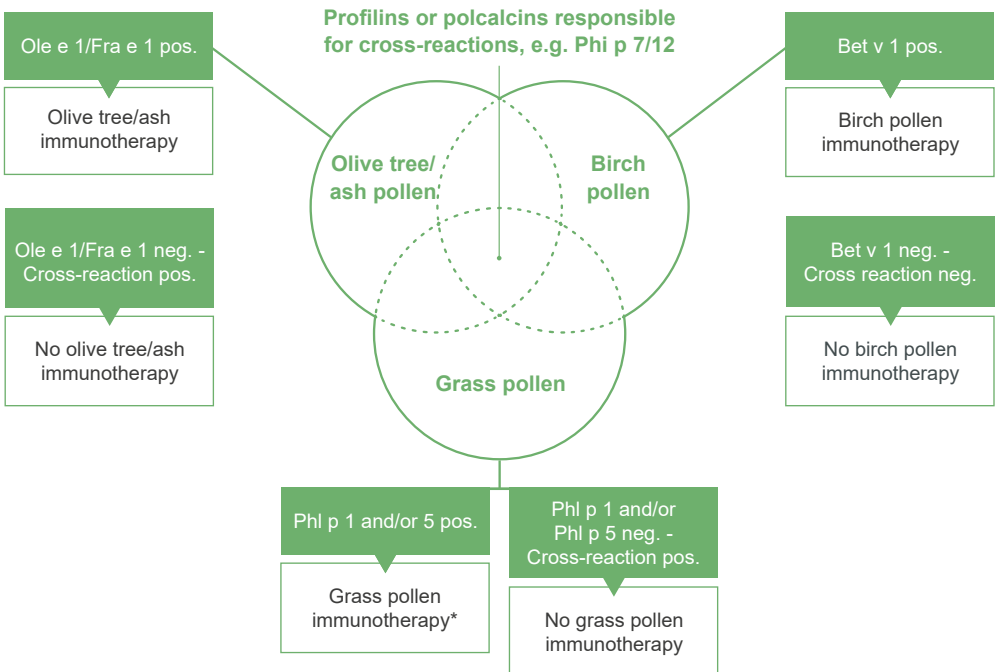 Profilins or polcalcins responsible
for cross-reactions, e.g. Phi p 7/12
Ole e 1/Fra e 1 pos.
Olive tree/ash
immunotherapy
Bet v 1 pos.
Birch pollen
immunotherapy
Olive tree/
ash pollen
Birch
pollen
Grass pollen
Ole e 1/Fra e 1 neg. -
Cross-reaction pos.
No olive tree/ash
immunotherapy
Bet v 1 neg. -
Cross reaction neg.
No birch pollen
immunotherapy
Phl p 1 and/or 5 pos.
Grass pollen
immunotherapy*
Phl p 1 and/or
Phl p 5 neg. -
Cross-reaction pos.
No grass pollen
immunotherapy